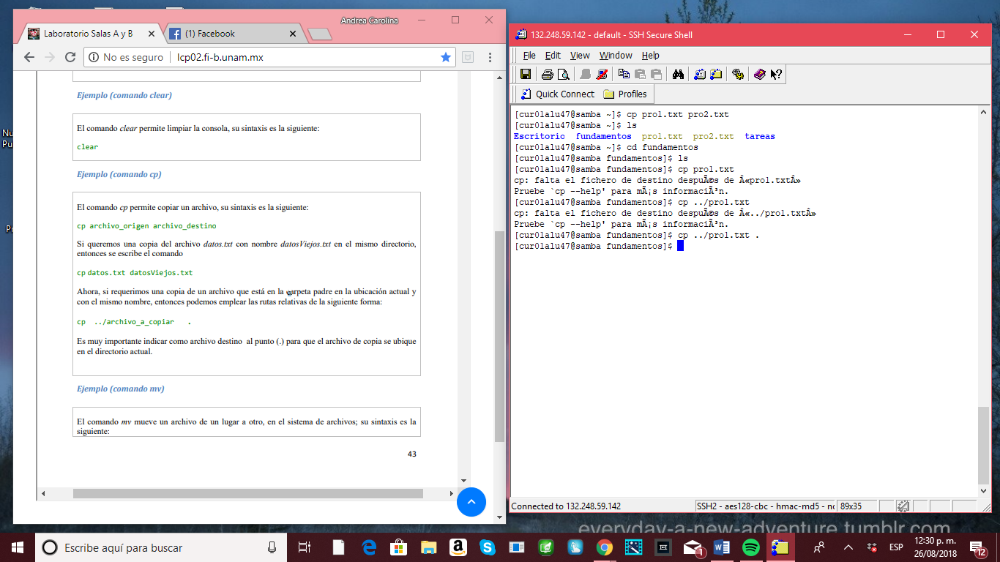 Andrea Carolina
Laboratorio Salas A y B
(1) Facebook
No es seguro
lcp02.fi-b.unam.mx
Ejemplo (comando clear)
El comando clear permite limpiar la consola, su sintaxis es la siguiente:
clear
Ejemplo (comando cp)
El comando cp permite copiar un archivo, su sintaxis es la siguiente:
cp archivo_origen archivo_destino
Si queremos una copia del archivo datos.txt con nombre datosViejos.txt en el mismo directorio,
entonces se escribe el comando
cp datos.txt datosViejos.txt
Ahora, si requerimos una copia de un archivo que está en la carpeta padre en la ubicación actual y
con el mismo nombre, entonces podemos emplear las rutas relativas de la siguiente forma:
cp ../archivo_a_copiar .
Es muy importante indicar como archivo destino al punto (.) para que el archivo de copia se ubique
en el directorio actual.
Ejemplo (comando mv)
El comando mv mueve un archivo de un lugar a otro, en el sistema de archivos; su sintaxis es la
siguiente:
43
132.248.59.142 - default - SSH Secure Shell
File Edit View Window Help
Quick Connect Profiles
[cur01alu47@samba ~]$ cp pro1.txt pro2.txt
[cur01alu47@samba ~]$ ls
Escritorio fundamentos pro1.txt pro2.txt tareas
[cur01alu47@samba ~]$ cd fundamentos
[cur01alu47@samba fundamentos]$ ls
[cur01alu47@samba fundamentos]$ cp pro1.txt
cp: falta el fichero de destino despuÃ©s de Â«pro1.txtÂ»
Pruebe `cp --help' para mÃ¡s informaciÃ³n.
[cur01alu47@samba fundamentos]$ cp ../pro1.txt
cp: falta el fichero de destino despuÃ©s de Â«../pro1.txtÂ»
Pruebe `cp --help' para mÃ¡s informaciÃ³n.
[cur01alu47@samba fundamentos]$ cp ../pro1.txt .
[cur01alu47@samba fundamentos]$
Connected to 132.248.59.142
SSH2 - aes128-cbc - hmac-md5 - nc
89x35
Nu
Pu
everyday-a-new-adventure.tumblr.com
Escribe aquí para buscar
1
ESP
12:30 p. m.
26/08/2018
12